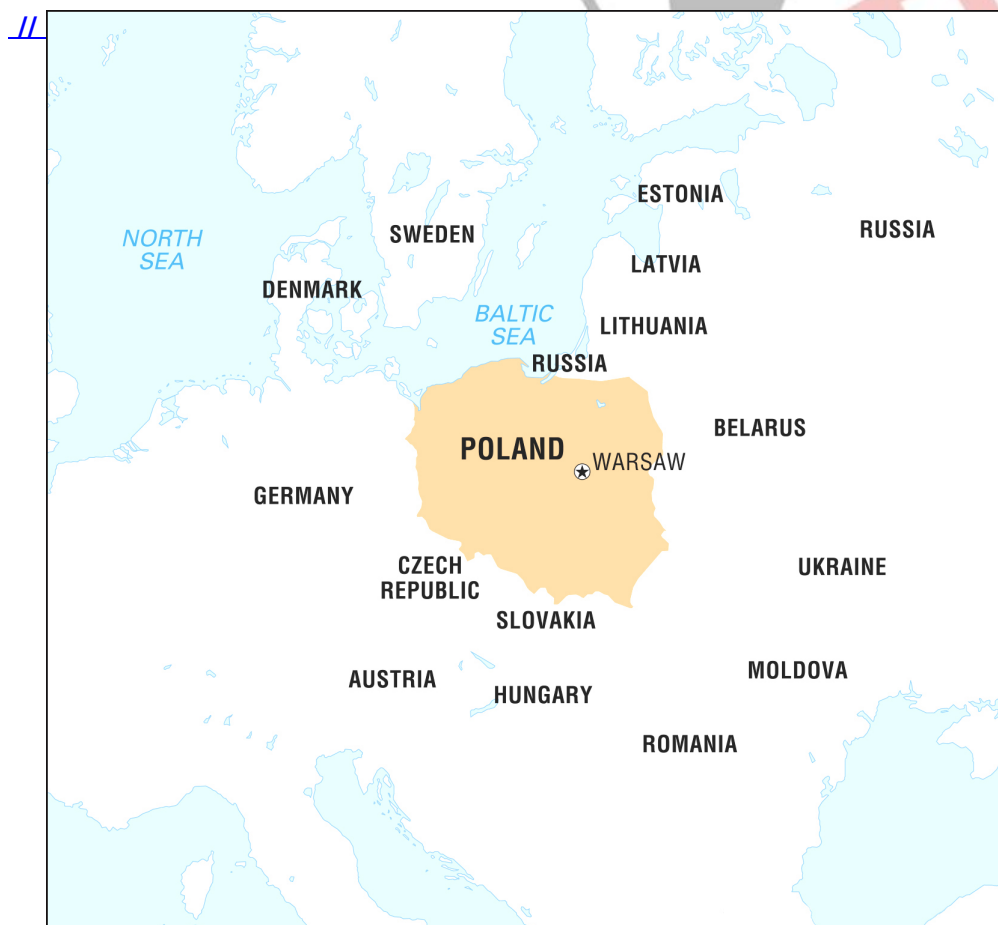 //
ESTONIA
RUSSIA
SWEDEN
NORTH
SEA
LATVIA
DENMARK
BALTIC
SEA
LITHUANIA
RUSSIA
BELARUS
POLAND
WARSAW
GERMANY
CZECH
REPUBLIC
UKRAINE
SLOVAKIA
MOLDOVA
AUSTRIA
HUNGARY
ROMANIA